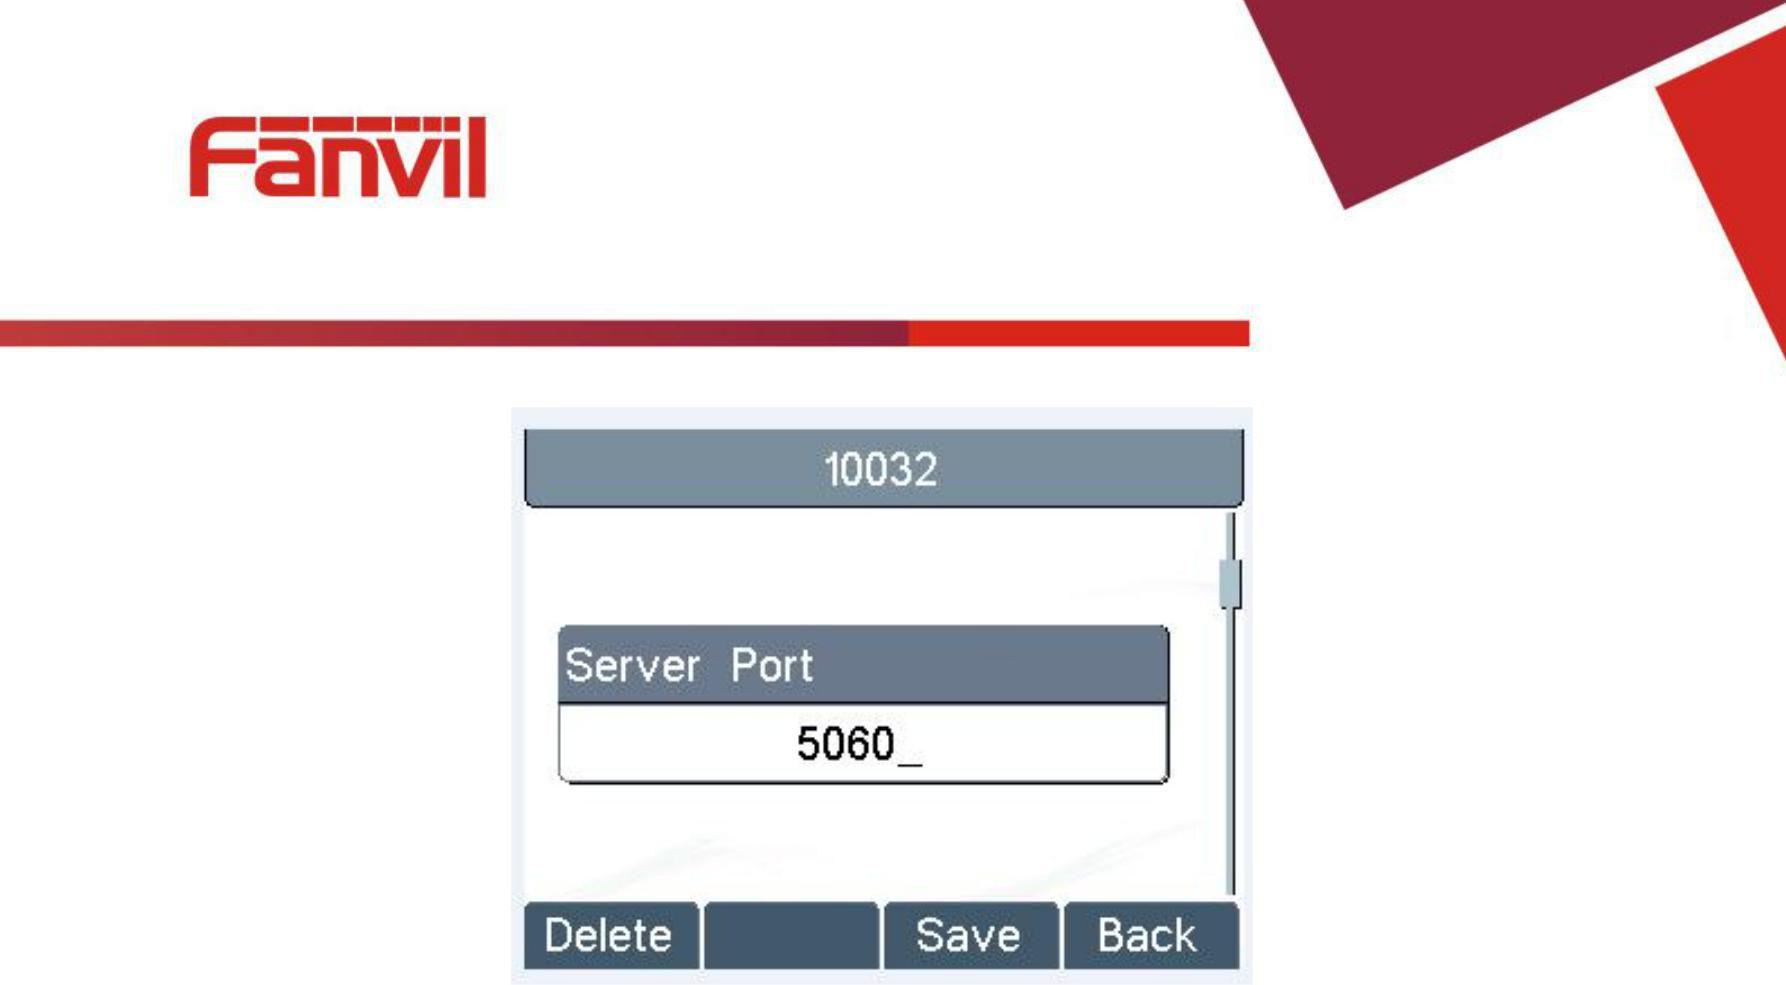 Fanvil
10032
Server Port
5060_
Delete Save Back